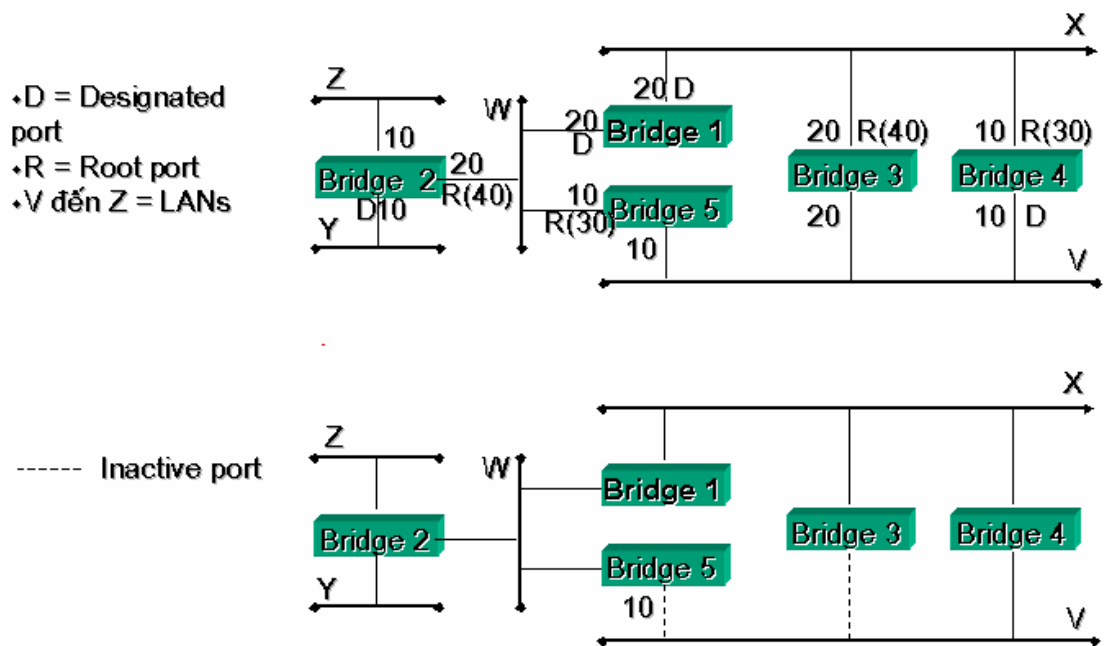 •D = Designated
port
•R = Root port
•V đến Z = LANs
X
Z
20 D
W
10
20
D
Bridge 1
20 R(40)
10 R(30)
Bridge 2
20
R(40)
10
R(30)
Bridge 5
Bridge 3
Bridge 4
D10
Y
10
20
10 D
V
X
Z
---- Inactive port
W
Bridge 1
Bridge 2
Bridge 3
Bridge 4
Bridge 5
Y
10
V